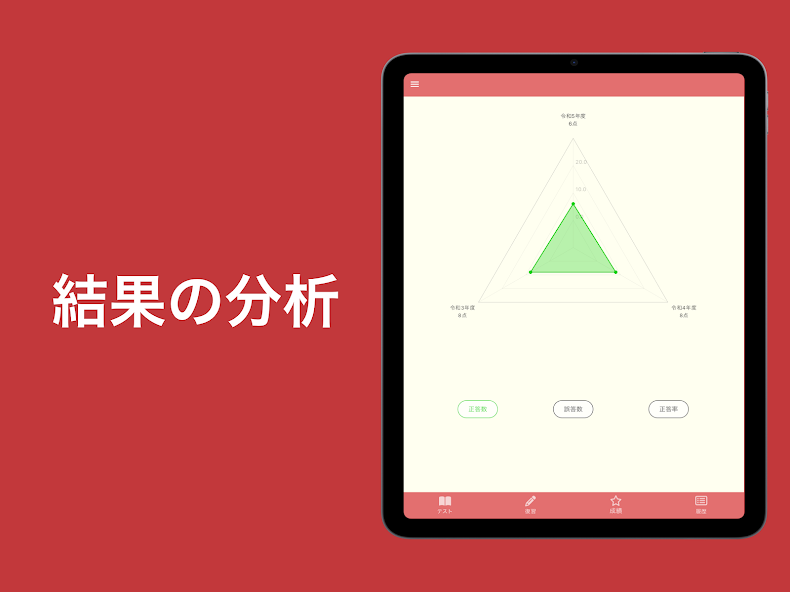 結果の分析
令和5年度
6点
20.0
10.0
令和3年度
8点
令和4年度
8点
正答数
誤答数
正答率
テスト
復習
成績
履歴